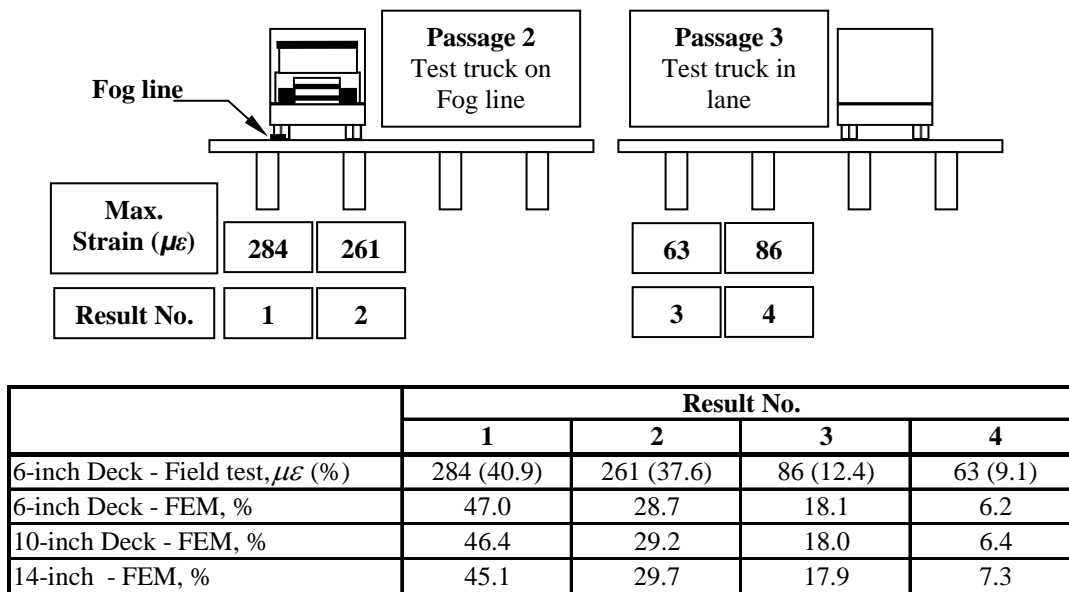 Passage 2
Test truck on
Fog line
Passage 3
Test truck in
lane
Fog line
Max.
Strain (με)
284 261 63 86
Result No. 1 2 3 4
Result No.
1 2 3 4
6-inch Deck - Field test, με (%) 284 (40.9) 261 (37.6) 86 (12.4) 63 (9.1)
6-inch Deck - FEM, % 47.0 28.7 18.1 6.2
10-inch Deck - FEM, % 46.4 29.2 18.0 6.4
14-inch - FEM, % 45.1 29.7 17.9 7.3